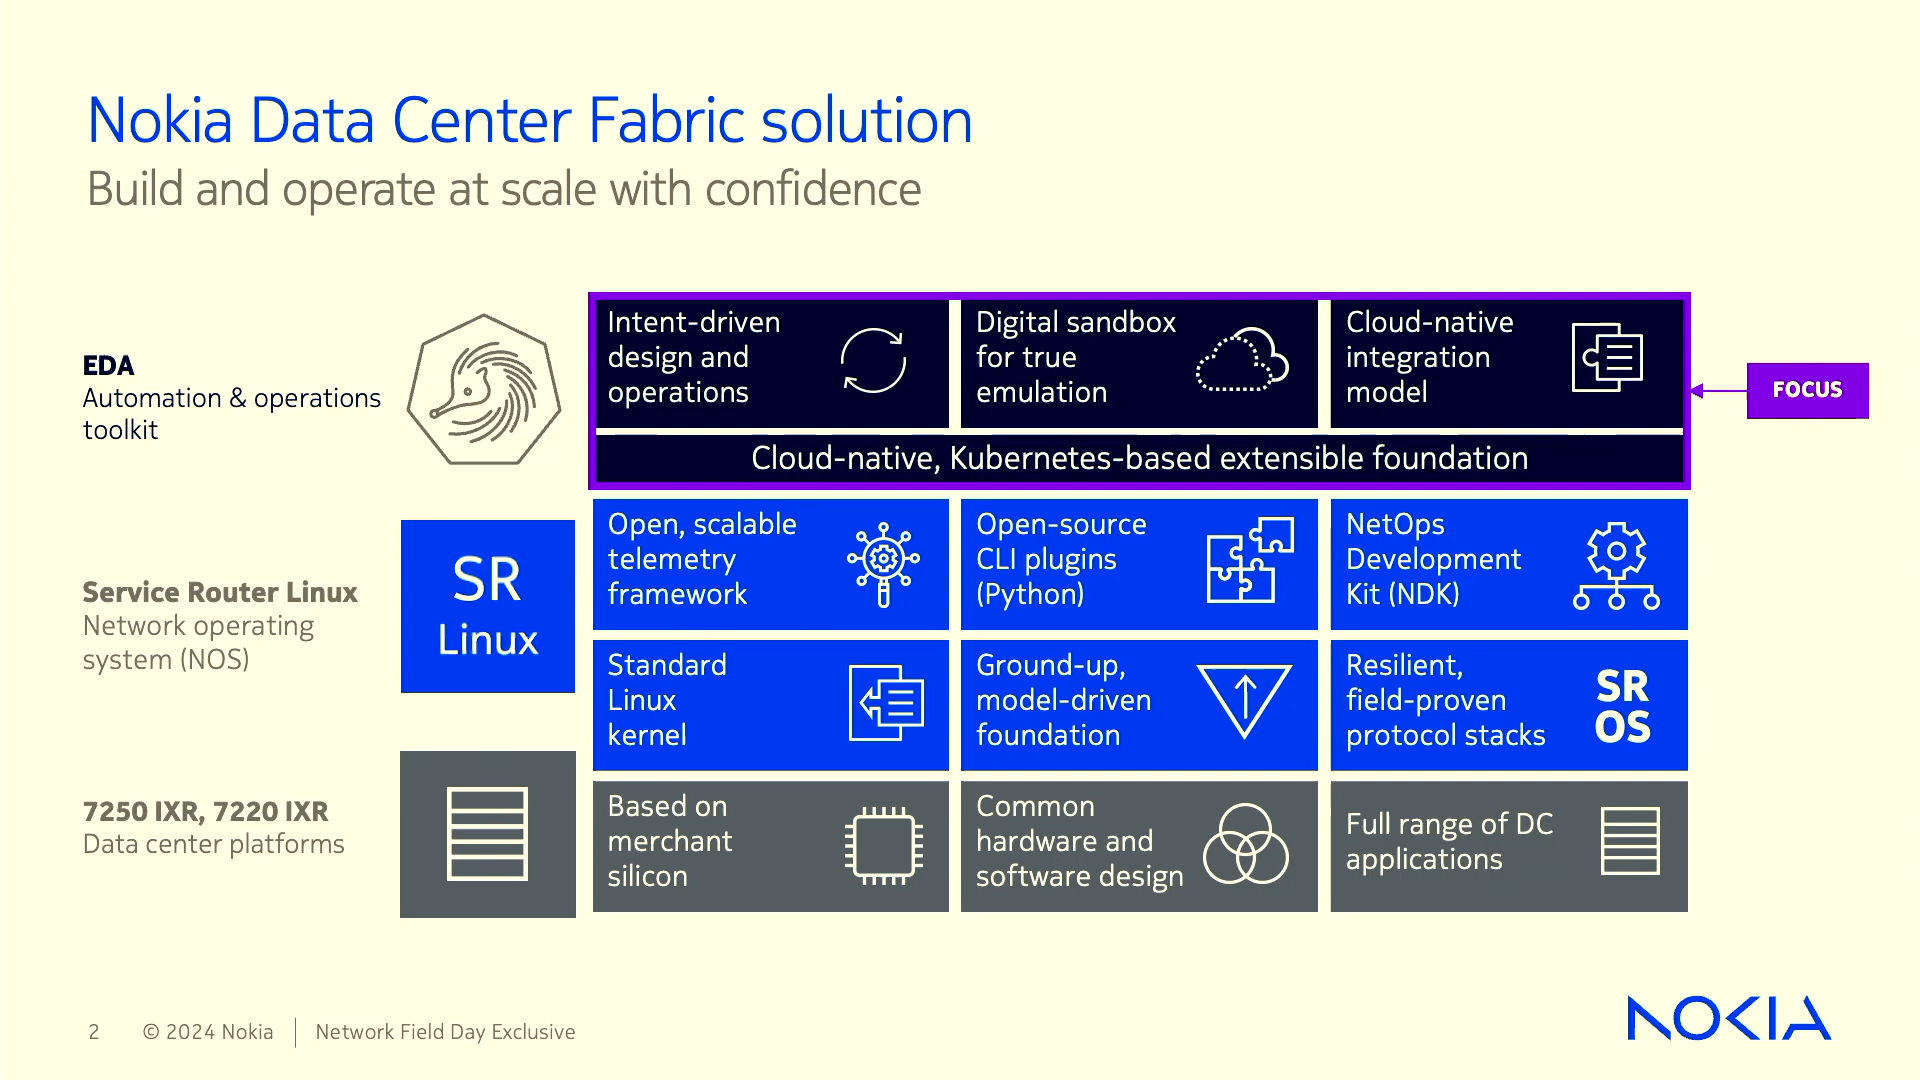 Nokia Data Center Fabric solution
Build and operate at scale with confidence
EDA
Automation & operations
toolkit
Intent-driven
design and
operations
Digital sandbox
for true
emulation
Cloud-native
integration
model
FOCUS
Cloud-native, Kubernetes-based extensible foundation
Service Router Linux
Network operating
system (NOS)
SR
Linux
Open, scalable
telemetry
framework
Open-source
CLI plugins
(Python)
NetOps
Development
Kit (NDK)
Standard
Linux
kernel
Ground-up,
model-driven
foundation
Resilient,
field-proven
protocol stacks
SR
OS
7250 IXR, 7220 IXR
Data center platforms
Based on
merchant
silicon
Common
hardware and
software design
Full range of DC
applications
2 © 2024 Nokia Network Field Day Exclusive
NOKIA